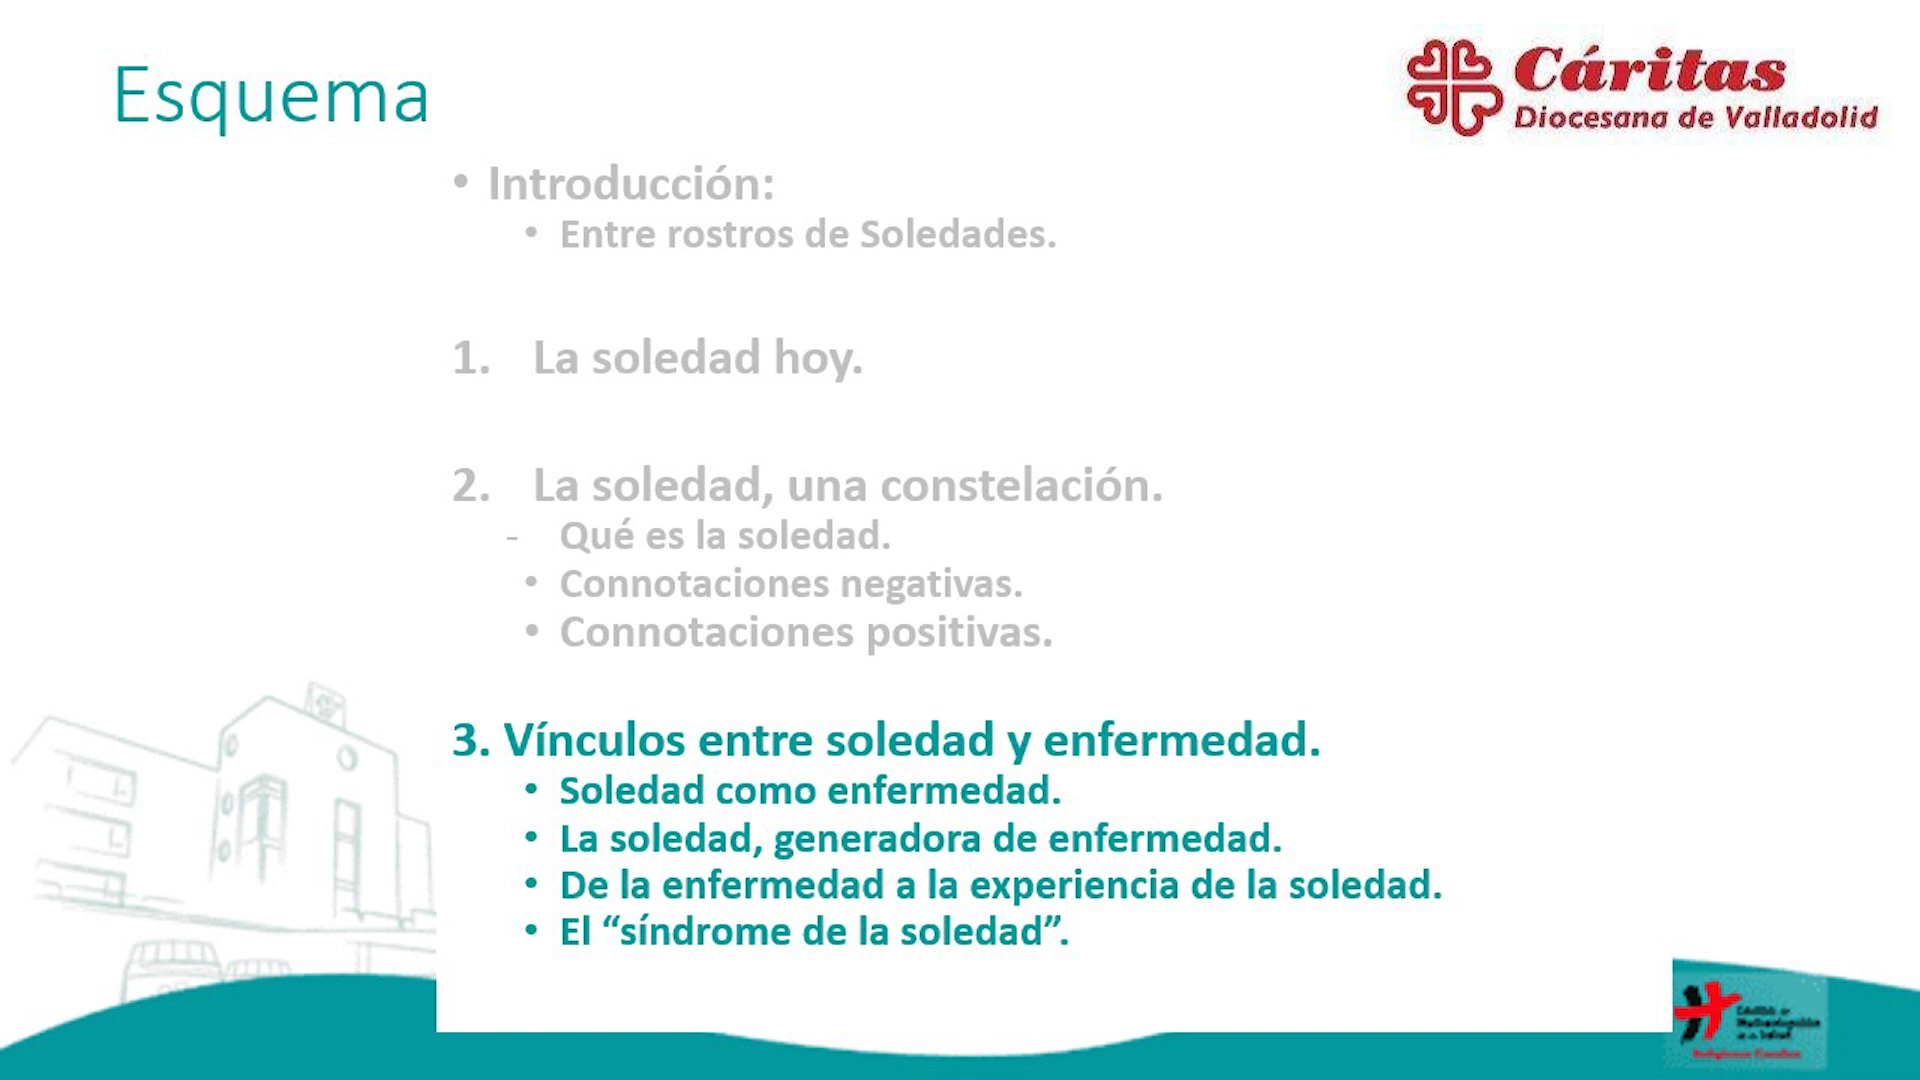 Esquema
Cáritas
Diocesana de Valladolid
• Introducción:
• Entre rostros de Soledades.
1. La soledad hoy.
2. La soledad, una constelación.
- Qué es la soledad.
• Connotaciones negativas.
• Connotaciones positivas.
3. Vínculos entre soledad y enfermedad.
• Soledad como enfermedad.
• La soledad, generadora de enfermedad.
• De la enfermedad a la experiencia de la soledad.
• El “síndrome de la soledad”.